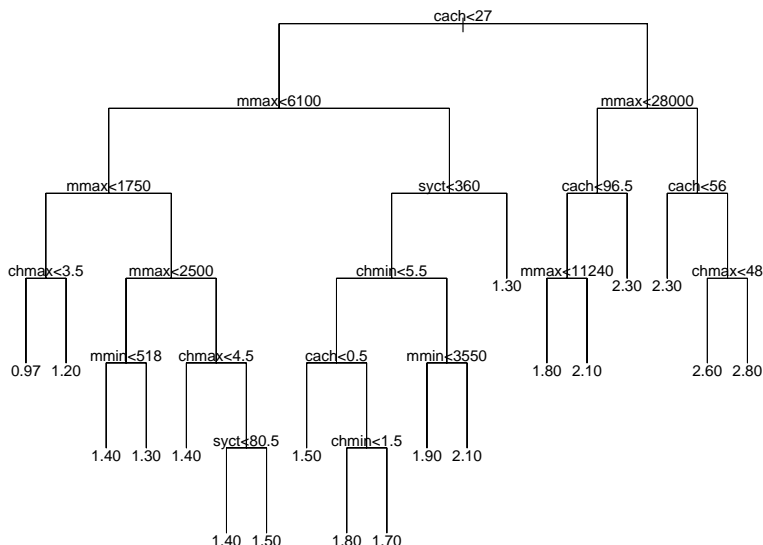 cach<27
mmax<6100 mmax<28000
mmax<1750 syct<360 cach<96.5 cach<56
chmax<3.5 mmax<2500 chmin<5.5 1.30 mmax<11240 2.30 2.30 chmax<48
0.97 1.20 mmin<518 chmax<4.5 cach<0.5 mmin<3550 1.80 2.10 2.60 2.80
1.40 1.30 1.40 syct<80.5 1.50 chmin<1.5 1.90 2.10
1.40 1.50 1.80 1.70